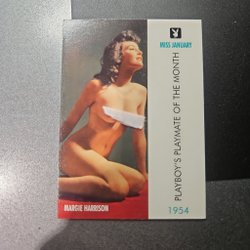 MISS JANUARY
PLAYBOY'S PLAYMATE OF THE MONTH
MARGIE HARRISON
1954